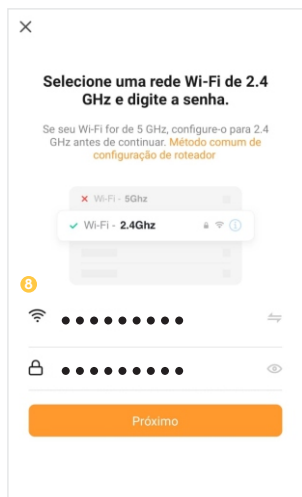 Selecione uma rede Wi-Fi de 2.4
GHz e digite a senha.
Se seu Wi-Fi for de 5 GHz, configure-o para 2.4
GHz antes de continuar. Método comum de
configuração de roteador
Wi-Fi - 5Ghz
Wi-Fi - 2.4Ghz
8
Próximo